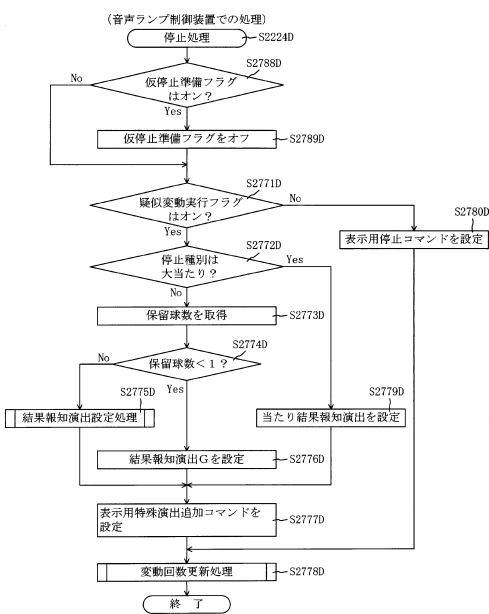 (音声ランプ制御装置での処理)
停止処理
S2224D
仮停止準備フラグ
はオン？
S2788D
No
Yes
仮停止準備フラグをオフ
S2789D
疑似変動実行フラグ
はオン？
S2771D
No
Yes
表示用停止コマンドを設定
S2780D
停止種別は
大当たり？
S2772D
Yes
No
保留球数を取得
S2773D
保留球数＜１？
S2774D
No
Yes
結果報知演出設定処理
S2775D
当たり結果報知演出を設定
S2779D
結果報知演出Ｇを設定
S2776D
表示用特殊演出追加コマンドを
設定
S2777D
変動回数更新処理
S2778D
終了